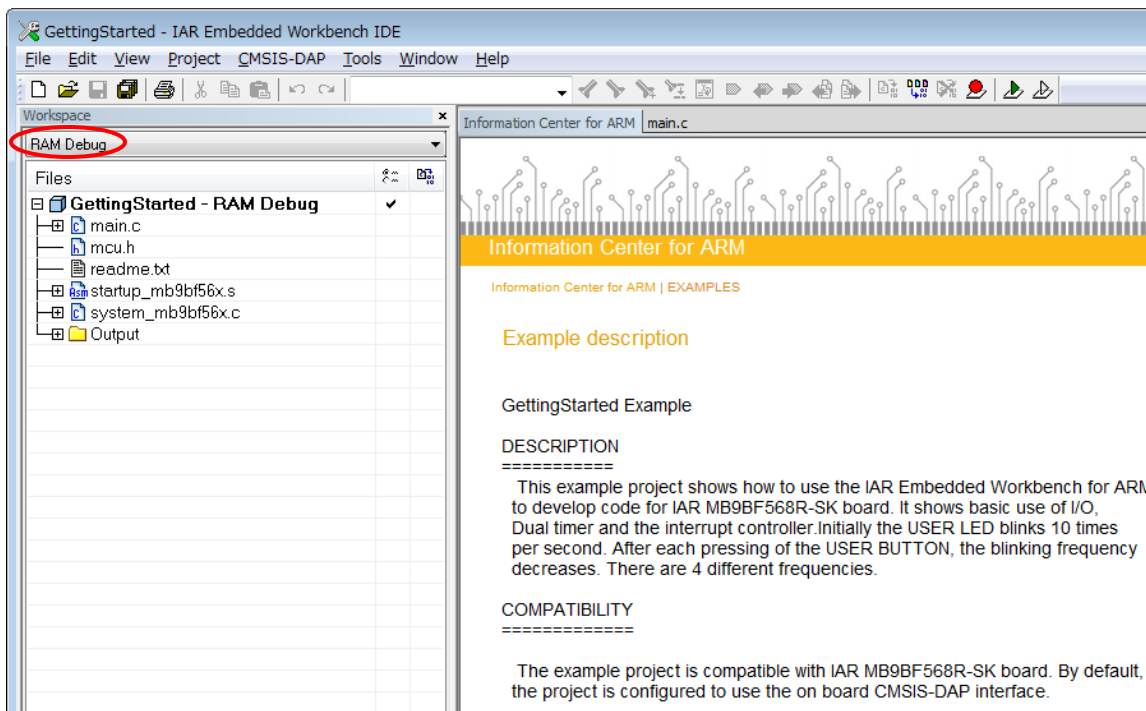 GettingStarted - IAR Embedded Workbench IDE
File Edit View Project CMSIS-DAP Tools Window Help
Workspace
Information Center for ARM main.c
RAM Debug
Files
GettingStarted - RAM Debug
main.c
mcu.h
readme.txt
startup_mb9bf56x.s
system_mb9bf56x.c
Output
Information Center for ARM
Information Center for ARM | EXAMPLES
Example description
GettingStarted Example
DESCRIPTION
===========
This example project shows how to use the IAR Embedded Workbench for ARM
to develop code for IAR MB9BF568R-SK board. It shows basic use of I/O,
Dual timer and the interrupt controller.Initially the USER LED blinks 10 times
per second. After each pressing of the USER BUTTON, the blinking frequency
decreases. There are 4 different frequencies.
COMPATIBILITY
=============
The example project is compatible with IAR MB9BF568R-SK board. By default,
the project is configured to use the on board CMSIS-DAP interface.